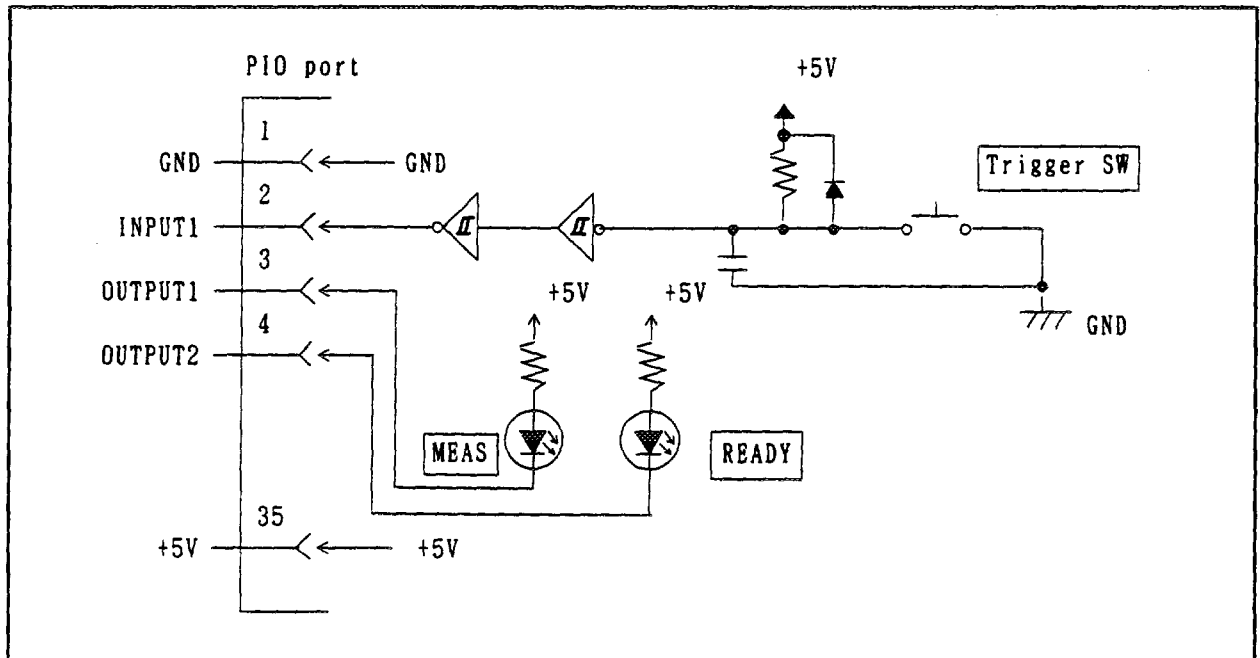 PIO port
+5V
1
GND
GND
Trigger SW
2
INPUT1
3
OUTPUT1
+5V
+5V
GND
4
OUTPUT2
MEAS
READY
35
+5V
+5V